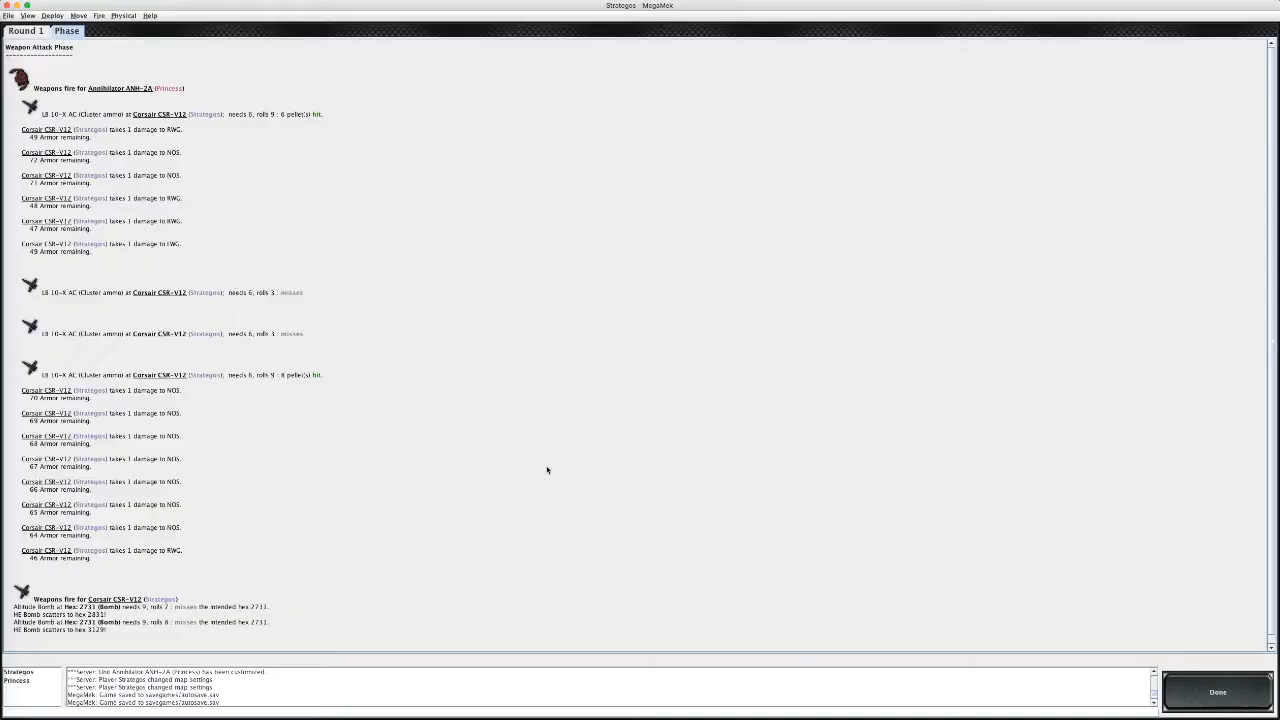 Strategos - MegaMek
File View Deploy Move Fire Physical Help
Round 1 Phase
Weapon Attack Phase
--------------------
Weapons fire for Annihilator ANH-2A (Princess)
LB 10-X AC (Cluster ammo) at Corsair CSR-V12 (Strategos); needs 6, rolls 9 : 6 pellet(s) hit.
Corsair CSR-V12 (Strategos) takes 1 damage to RWG.
49 Armor remaining.
Corsair CSR-V12 (Strategos) takes 1 damage to NOS.
72 Armor remaining.
Corsair CSR-V12 (Strategos) takes 1 damage to NOS.
71 Armor remaining.
Corsair CSR-V12 (Strategos) takes 1 damage to RWG.
48 Armor remaining.
Corsair CSR-V12 (Strategos) takes 1 damage to RWG.
47 Armor remaining.
Corsair CSR-V12 (Strategos) takes 1 damage to LWG.
49 Armor remaining.
LB 10-X AC (Cluster ammo) at Corsair CSR-V12 (Strategos); needs 6, rolls 3 : misses
LB 10-X AC (Cluster ammo) at Corsair CSR-V12 (Strategos); needs 6, rolls 3 : misses
LB 10-X AC (Cluster ammo) at Corsair CSR-V12 (Strategos); needs 6, rolls 9 : 8 pellet(s) hit.
Corsair CSR-V12 (Strategos) takes 1 damage to NOS.
70 Armor remaining.
Corsair CSR-V12 (Strategos) takes 1 damage to NOS.
69 Armor remaining.
Corsair CSR-V12 (Strategos) takes 1 damage to NOS.
68 Armor remaining.
Corsair CSR-V12 (Strategos) takes 1 damage to NOS.
67 Armor remaining.
Corsair CSR-V12 (Strategos) takes 1 damage to NOS.
66 Armor remaining.
Corsair CSR-V12 (Strategos) takes 1 damage to NOS.
65 Armor remaining.
Corsair CSR-V12 (Strategos) takes 1 damage to NOS.
64 Armor remaining.
Corsair CSR-V12 (Strategos) takes 1 damage to RWG.
46 Armor remaining.
Weapons fire for Corsair CSR-V12 (Strategos)
Altitude Bomb at Hex: 2731 (Bomb) needs 9, rolls 7 : misses the intended hex 2731.
HE Bomb scatters to hex 2831!
Altitude Bomb at Hex: 2731 (Bomb) needs 9, rolls 8 : misses the intended hex 2731.
HE Bomb scatters to hex 3129!
Strategos
Princess
***Server: Unit Annihilator ANH-2A (Princess) has been customized.
***Server: Player Strategos changed map settings
***Server: Player Strategos changed map settings
MegaMek: Game saved to savegames/autosave.sav
MegaMek: Game saved to savegames/autosave.sav
Done